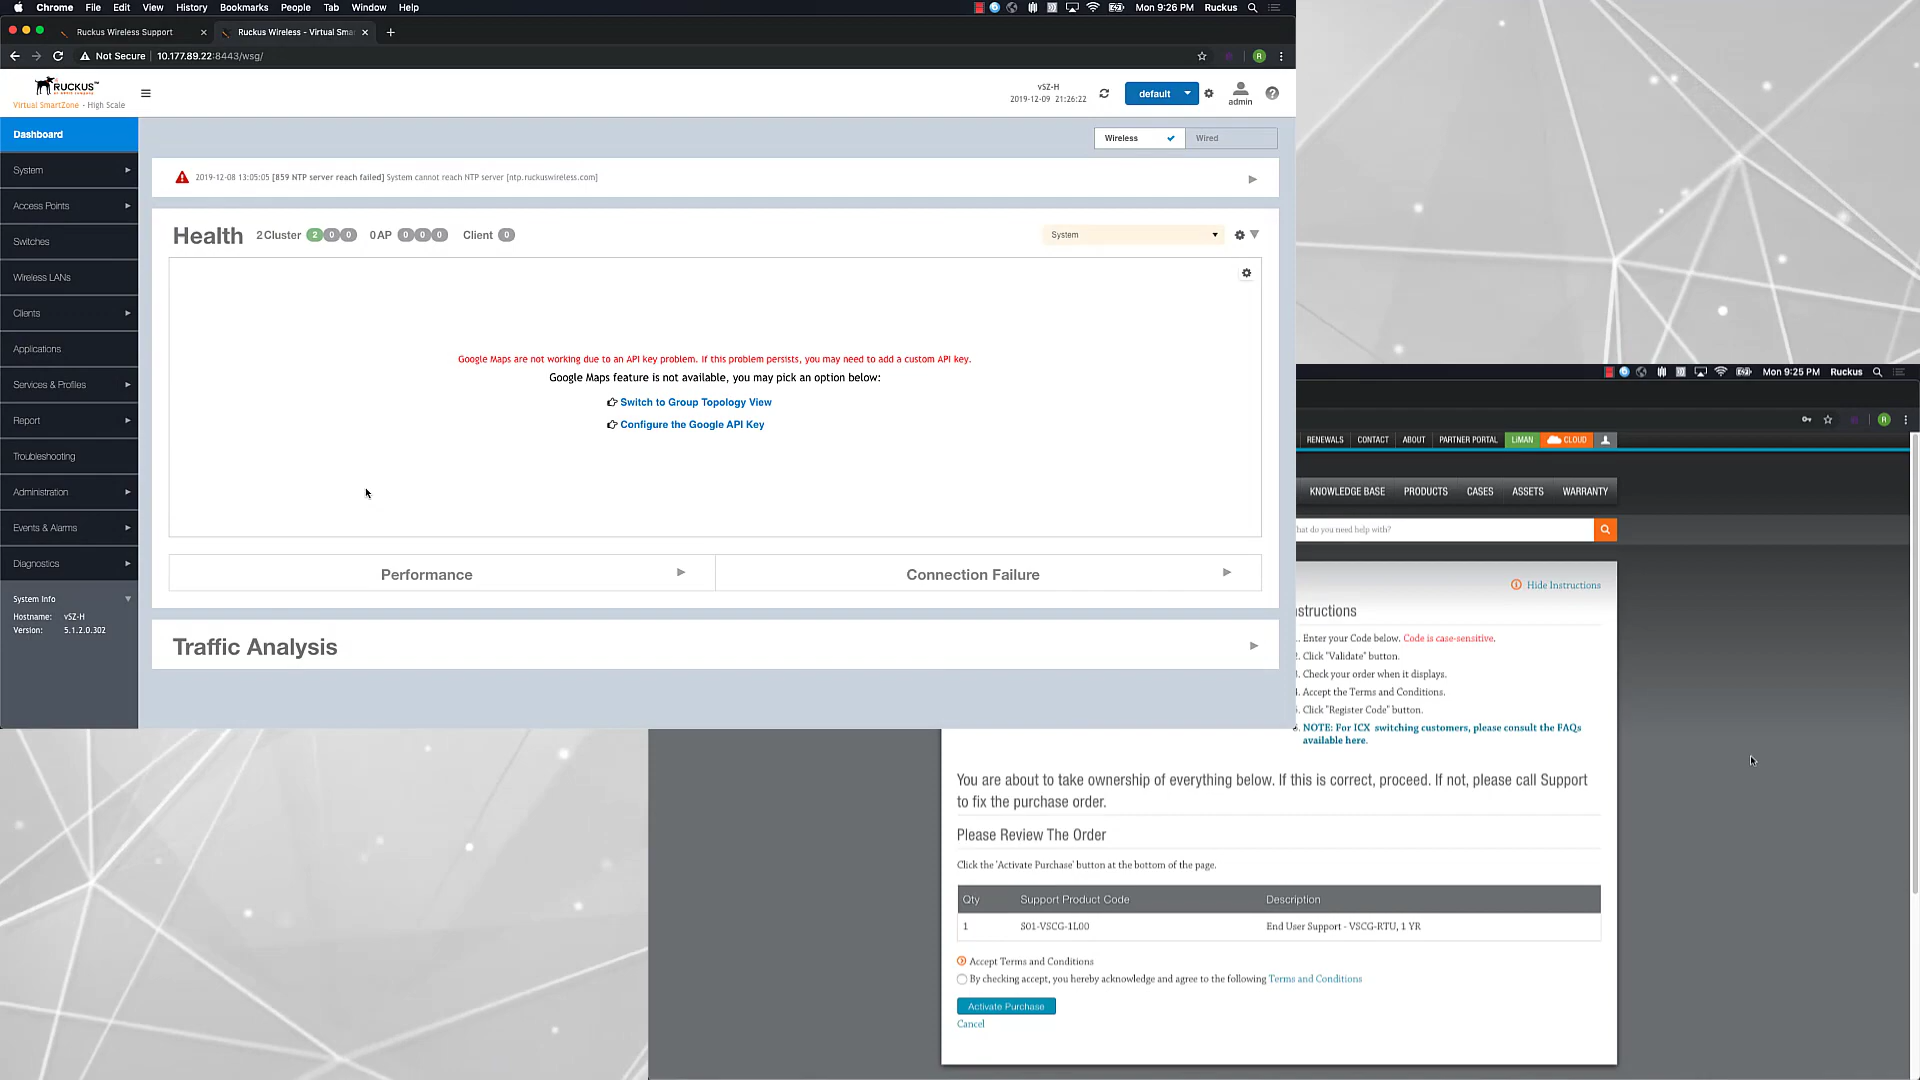 Chrome File Edit View History Bookmarks People Tab Window Help
Mon 9:26 PM Ruckus
Ruckus Wireless Support
Ruckus Wireless - Virtual Sma
Not Secure 10.177.89.22:8443/wsg/
R
RUCKUS
Virtual SmartZone - High Scale
vSZ-H
2019-12-09 21:26:22
default
admin
Dashboard
System
Access Points
Switches
Wireless LANs
Clients
Applications
Services & Profiles
Report
Troubleshooting
Administration
Events & Alarms
Diagnostics
System Info
Hostname: vSZ-H
Version: 5.1.2.0.302
Wireless
Wired
2019-12-08 13:05:05 [859 NTP server reach failed] System cannot reach NTP server [ntp.ruckuswireless.com]
Health 2 Cluster 2 0 0 0 AP 0 0 0 Client 0
System
Google Maps are not working due to an API key problem. If this problem persists, you may need to add a custom API key.
Google Maps feature is not available, you may pick an option below:
Switch to Group Topology View
Configure the Google API Key
Performance
Connection Failure
Traffic Analysis
Mon 9:25 PM Ruckus
R
RENEWALS CONTACT ABOUT PARTNER PORTAL LiMAN CLOUD
KNOWLEDGE BASE PRODUCTS CASES ASSETS WARRANTY
hat do you need help with?
Hide Instructions
structions
Enter your Code below. Code is case-sensitive.
Click "Validate" button.
Check your order when it displays.
Accept the Terms and Conditions.
Click "Register Code" button.
NOTE: For ICX switching customers, please consult the FAQs
available here.
You are about to take ownership of everything below. If this is correct, proceed. If not, please call Support
to fix the purchase order.
Please Review The Order
Click the 'Activate Purchase' button at the bottom of the page.
Qty Support Product Code Description
1 S01-VSCG-1L00 End User Support - VSCG-RTU, 1 YR
Accept Terms and Conditions
By checking accept, you hereby acknowledge and agree to the following Terms and Conditions
Activate Purchase
Cancel